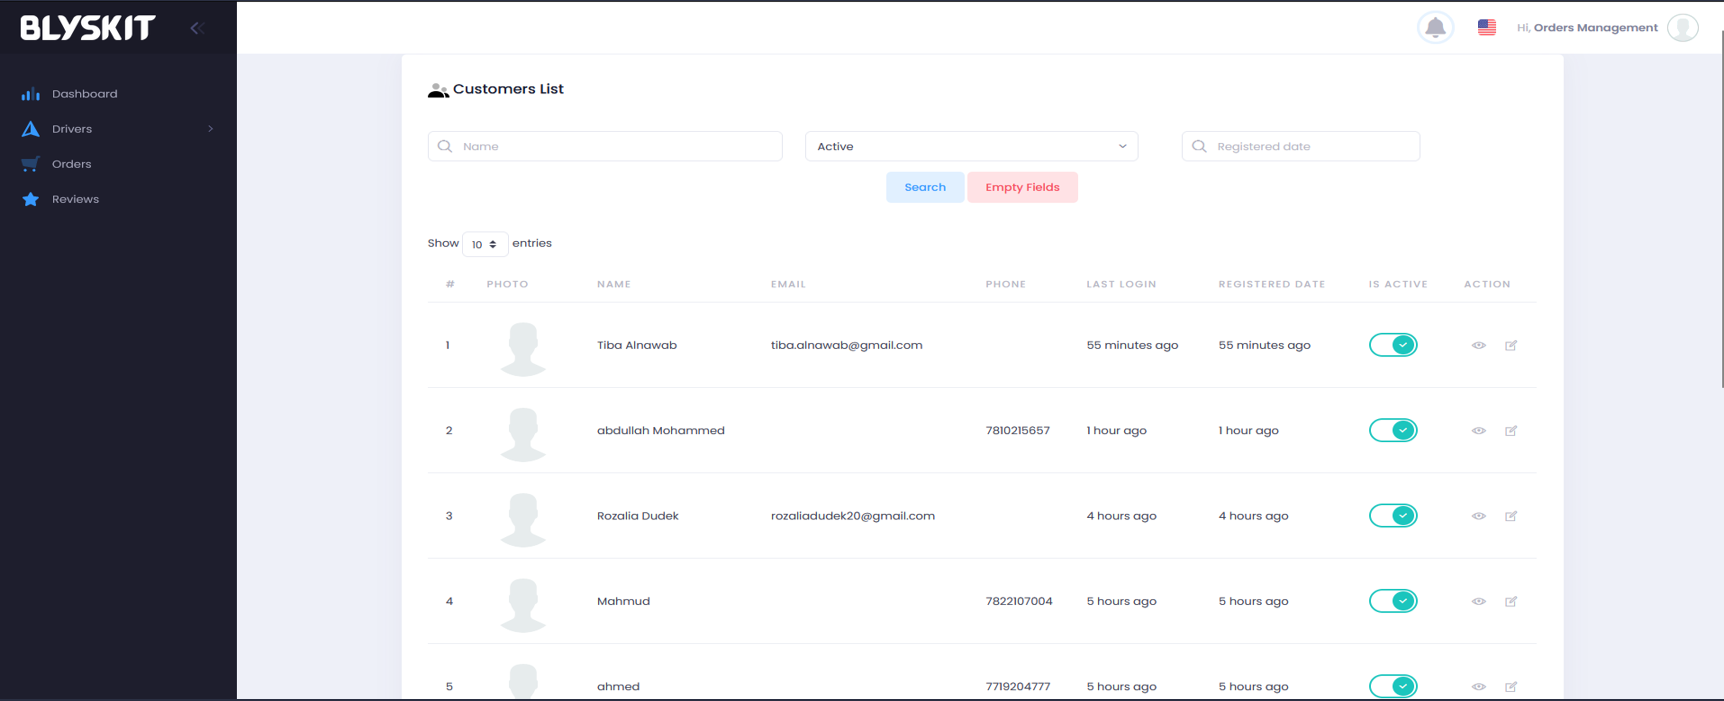 BLYSKIT
Hi, Orders Management
Dashboard
Drivers
Orders
Reviews
Customers List
Name
Active
Registered date
Search
Empty Fields
Show 10 entries
# PHOTO NAME EMAIL PHONE LAST LOGIN REGISTERED DATE IS ACTIVE ACTION
1 Tiba Alnawab tiba.alnawab@gmail.com 55 minutes ago 55 minutes ago
2 abdullah Mohammed 7810215657 1 hour ago 1 hour ago
3 Rozalia Dudek rozaliadudek20@gmail.com 4 hours ago 4 hours ago
4 Mahmud 7822107004 5 hours ago 5 hours ago
5 ahmed 7719204777 5 hours ago 5 hours ago